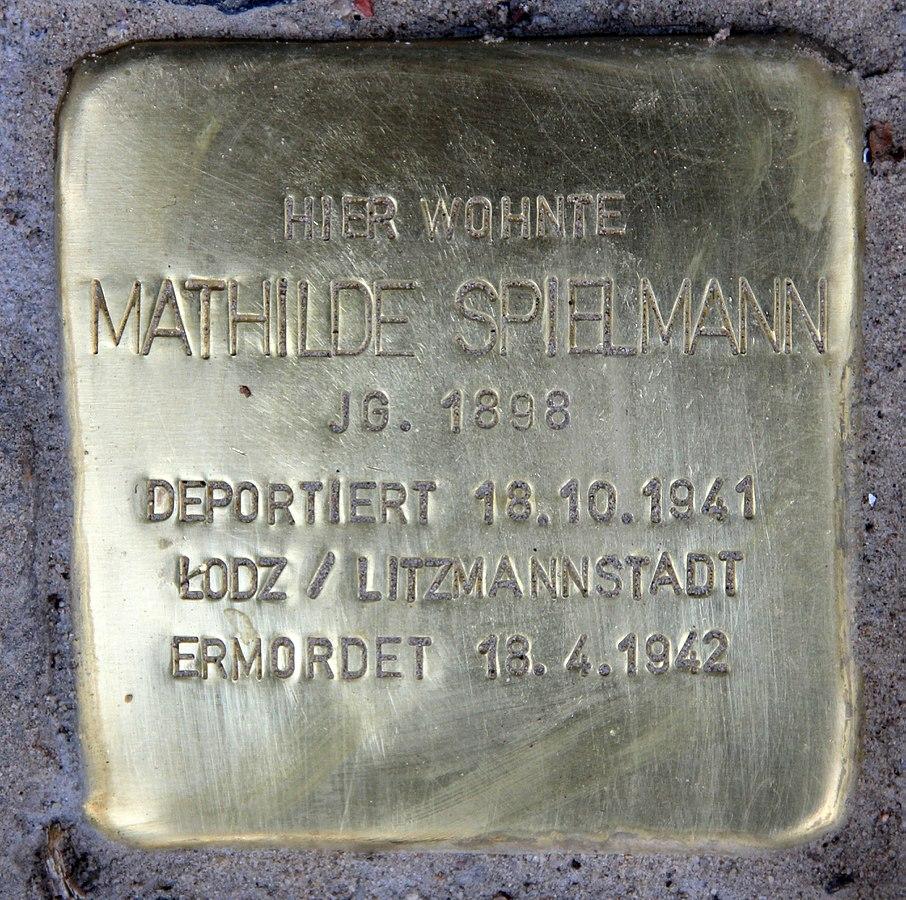 HIER WOHNTE
MATHILDE SPIELMANN
JG. 1898
DEPORTIERT 18.10.1941
ŁODZ / LITZMANNSTADT
ERMORDET 18.4.1942